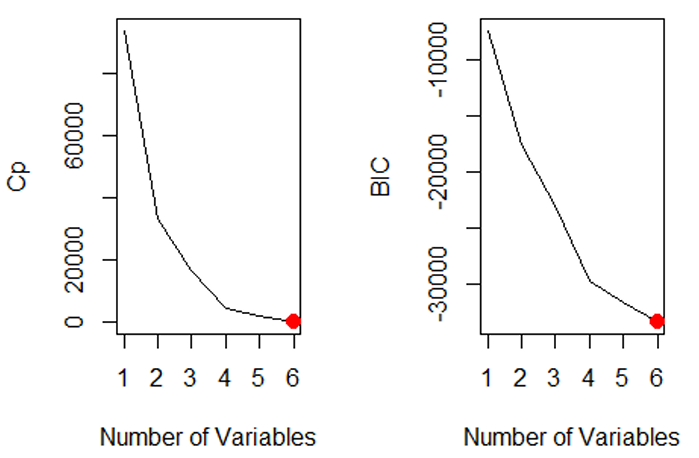 Cp
60000
20000
0
1 2 3 4 5 6
Number of Variables
BIC
-10000
-20000
-30000
1 2 3 4 5 6
Number of Variables